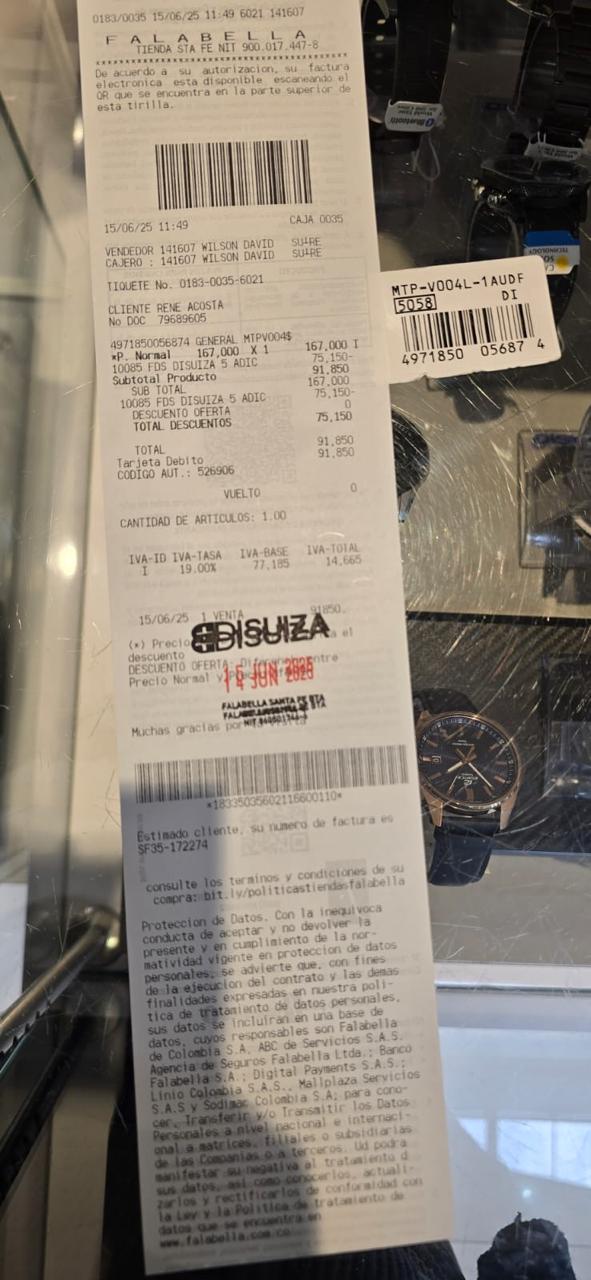 0183/0035 15/06/25 11:49 6021 141607
FALABELLA
TIENDA STA FE NIT 900.017.447-8
De acuerdo a su autorizacion, su factura
electronica esta disponible escaneando el
QR que se encuentra en la parte superior de
esta tirilla.
15/06/25 11:49 CAJA 0035
VENDEDOR 141607 WILSON DAVID
CAJERO : 141607 WILSON DAVID
TIQUETE No. 0183-0035-6021
CLIENTE RENE ACOSTA
No DOC 79689605
4971850056874 GENERAL MTPV004$
*P. Normal 167,000 X 1 167,000 I
10085 FDS DISUIZA 5 ADIC 75,150-
Subtotal Producto 91,850
SUB TOTAL 167,000
10085 FDS DISUIZA 5 ADIC 75,150-
DESCUENTO OFERTA 0
TOTAL DESCUENTOS 75,150
TOTAL 91,850
Tarjeta Debito 91,850
CODIGO AUT.: 526906
VUELTO 0
CANTIDAD DE ARTICULOS: 1.00
IVA-ID IVA-TASA IVA-BASE IVA-TOTAL
I 19.00% 77,185 14,665
15/06/25 1 VENTA 91850.
(*) Precio a el
descuento
DISUIZA
DESCUENTO OFERTA: entre
Precio Normal y
JUN 2025
FALABELLA SANTA FE BTA
Muchas gracias por
*18335035602116600110*
Estimado cliente, su numero de factura es
SF35-172274
consulte los terminos y condiciones de su
compra: bit.ly/politicastiendasfalabella
Proteccion de Datos. Con la inequivoca
conducta de aceptar y no devolver la
presente y en cumplimiento de la nor-
matividad vigente en proteccion de datos
personales, se advierte que, con fines
de la ejecucion del contrato y las demas
finalidades expresadas en nuestra poli-
tica de tratamiento de datos personales,
sus datos se incluiran en una base de
datos, cuyos responsables son Falabella
de Colombia S.A. ABC de Servicios S.A.S.
Agencia de Seguros Falabella Ltda.; Banco
Falabella S.A.; Digital Payments S.A.S.;
Linio Colombia S.A.S., Mallplaza Servicios
S.A.S y Sodimac Colombia S.A; para cono-
cer, Transferir y/o Transmitir los Datos
Personales a nivel nacional e internaci-
onal a matrices, filiales o subsidiarias
de las Companias o a terceros. Ud podra
manifestar su negativa al tratamiento d
sus datos, asi como conocerlos, actuali-
zarlos y rectificarlos de conformidad con
la Ley y la Politica de tratamiento de
datos que se encuentra en
www.falabella.com.co
MTP-V004L-1AUDF
5058 DI
4971850 05687 4
Bluetooth
TECHNOLOGY